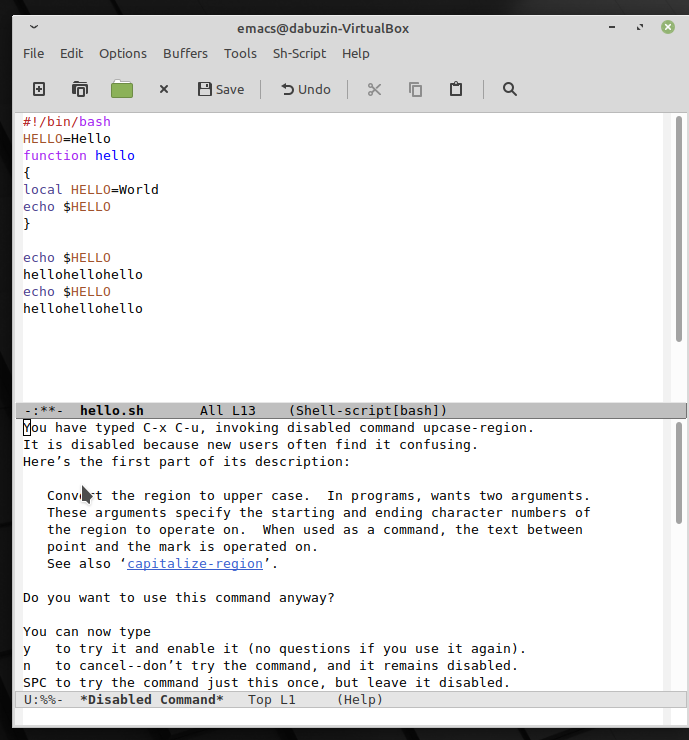 emacs@dabuzin-VirtualBox
File Edit Options Buffers Tools Sh-Script Help
Save Undo
#!/bin/bash
HELLO=Hello
function hello
{
local HELLO=World
echo $HELLO
}
echo $HELLO
hellohellohello
echo $HELLO
hellohellohello
-:**-  hello.sh       All L13    (Shell-script[bash])
You have typed C-x C-u, invoking disabled command upcase-region.
It is disabled because new users often find it confusing.
Here’s the first part of its description:
Convert the region to upper case.  In programs, wants two arguments.
These arguments specify the starting and ending character numbers of
the region to operate on.  When used as a command, the text between
point and the mark is operated on.
See also ‘capitalize-region’.
Do you want to use this command anyway?
You can now type
y   to try it and enable it (no questions if you use it again).
n   to cancel--don’t try the command, and it remains disabled.
SPC to try the command just this once, but leave it disabled.
U:%%-  *Disabled Command*   Top L1     (Help)